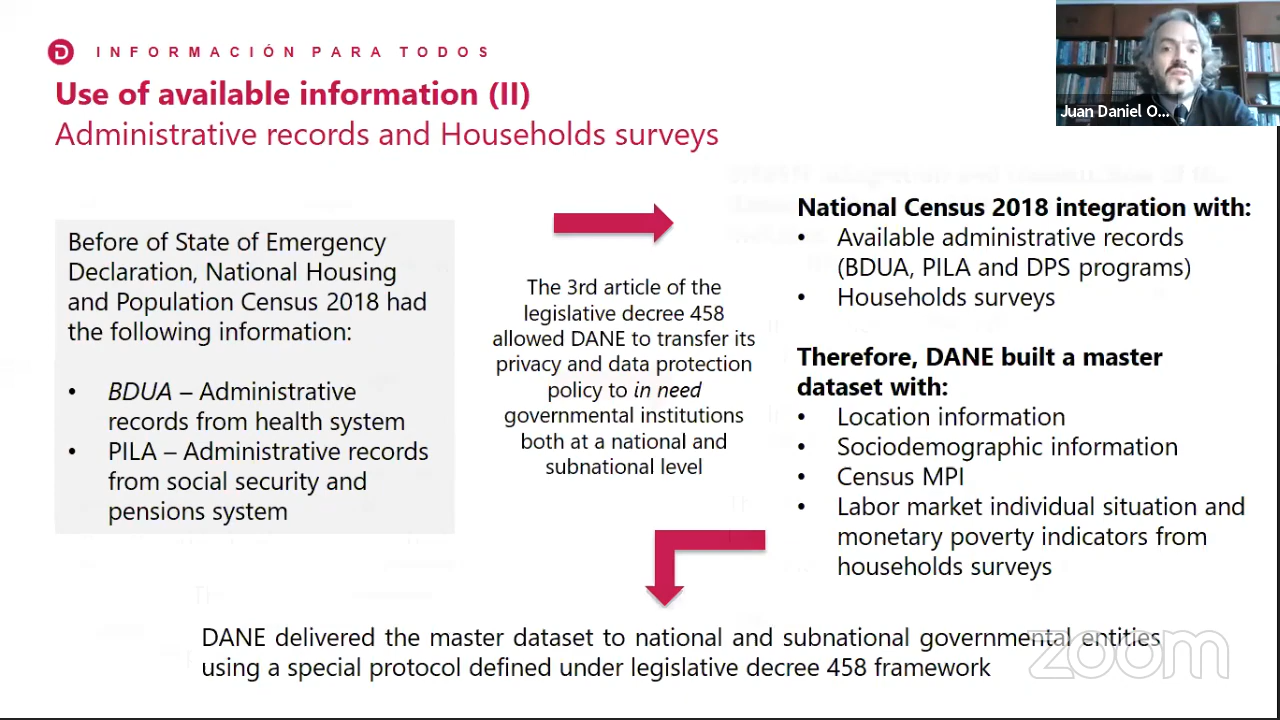 INFORMACIÓN PARA TODOS
Use of available information (II)
Administrative records and Households surveys
Juan Daniel O...
Before of State of Emergency
Declaration, National Housing
and Population Census 2018 had
the following information:
• BDUA – Administrative
records from health system
• PILA – Administrative records
from social security and
pensions system
The 3rd article of the
legislative decree 458
allowed DANE to transfer its
privacy and data protection
policy to in need
governmental institutions
both at a national and
subnational level
National Census 2018 integration with:
• Available administrative records
(BDUA, PILA and DPS programs)
• Households surveys
Therefore, DANE built a master
dataset with:
• Location information
• Sociodemographic information
• Census MPI
• Labor market individual situation and
monetary poverty indicators from
households surveys
DANE delivered the master dataset to national and subnational governmental entities
using a special protocol defined under legislative decree 458 framework
zoom